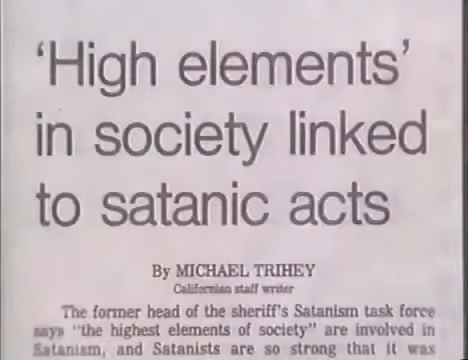 ‘High elements’
in society linked
to satanic acts
By MICHAEL TRIHEY
Californian staff writer
The former head of the sheriff's Satanism task force
says "the highest elements of society" are involved in
Satanism, and Satanists are so strong that it was